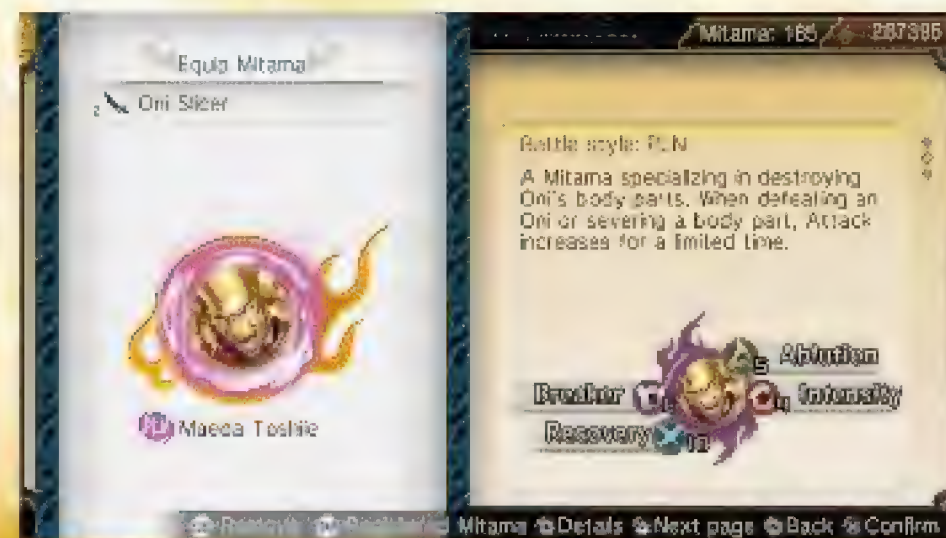 Equip Mitama
2 Oni Slicer
Maeda Toshiie
Mitama: 165
Battle style:
A Mitama specializing in destroying
Oni's body parts. When defeating an
Oni or severing a body part, Attack
increases for a limited time.
5 Ablution
Breaker
Intensity
Recovery
Mitama Details Next page Back Confirm